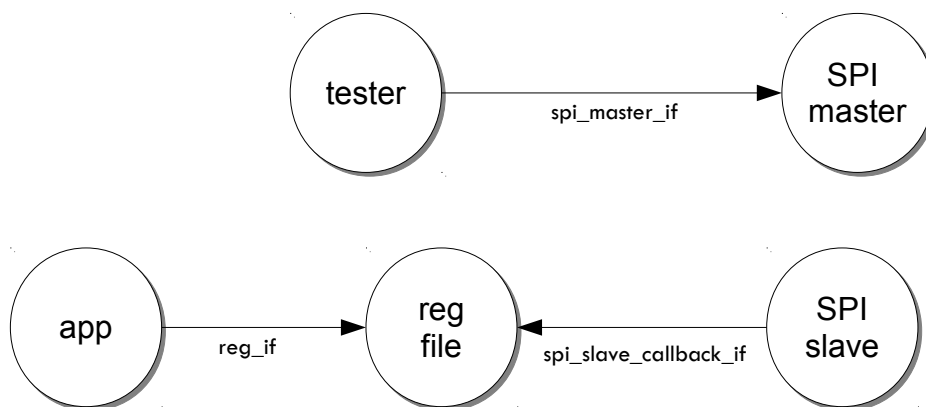 tester
spi_master_if
SPI
master
app
reg_if
reg
file
spi_slave_callback_if
SPI
slave